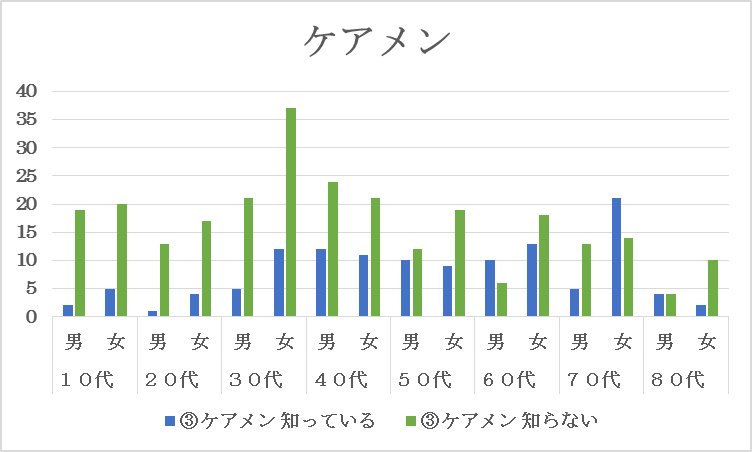 ケアメン
40
35
30
25
20
15
10
5
0
男 女 男 女 男 女 男 女 男 女 男 女 男 女 男 女
１０代 ２０代 ３０代 ４０代 ５０代 ６０代 ７０代 ８０代
③ケアメン 知っている ③ケアメン 知らない